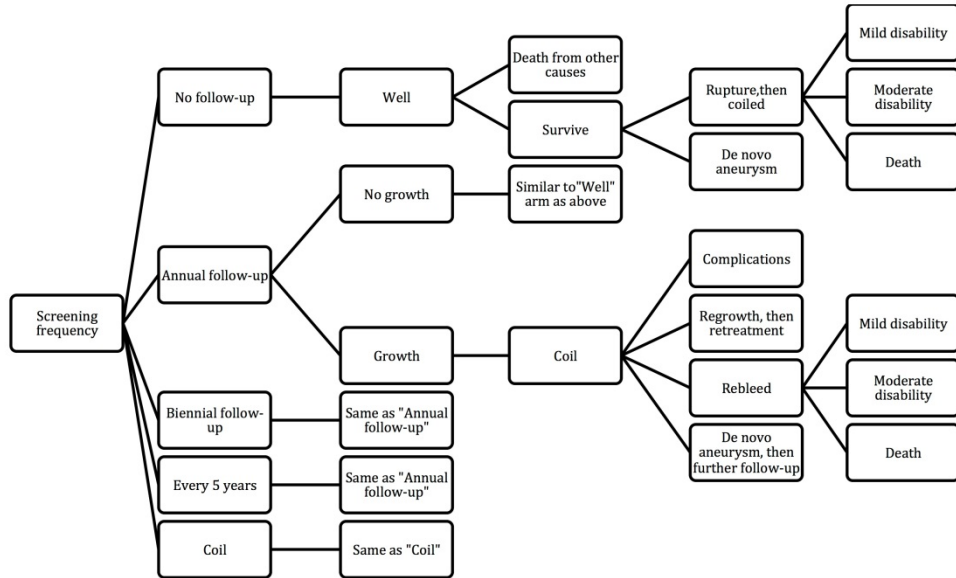 Screening
frequency
No follow-up
Well
Death from other
causes
Survive
Rupture,then
coiled
De novo
aneurysm
Mild disability
Moderate
disability
Death
Annual follow-up
No growth
Similar to"Well"
arm as above
Growth
Coil
Complications
Regrowth, then
retreatment
Rebleed
De novo
aneurysm, then
further follow-up
Mild disability
Moderate
disability
Death
Biennial follow-
up
Same as "Annual
follow-up"
Every 5 years
Same as "Annual
follow-up"
Coil
Same as "Coil"